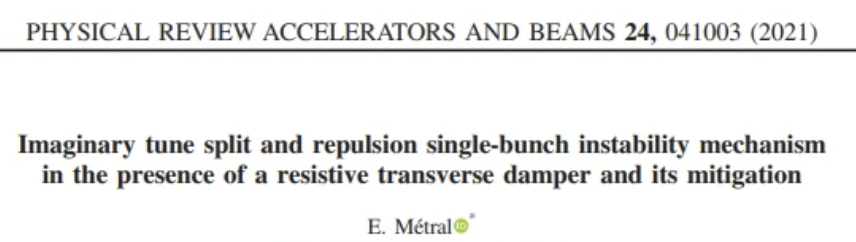 PHYSICAL REVIEW ACCELERATORS AND BEAMS 24, 041003 (2021)
Imaginary tune split and repulsion single-bunch instability mechanism
in the presence of a resistive transverse damper and its mitigation
E. Métral iD *